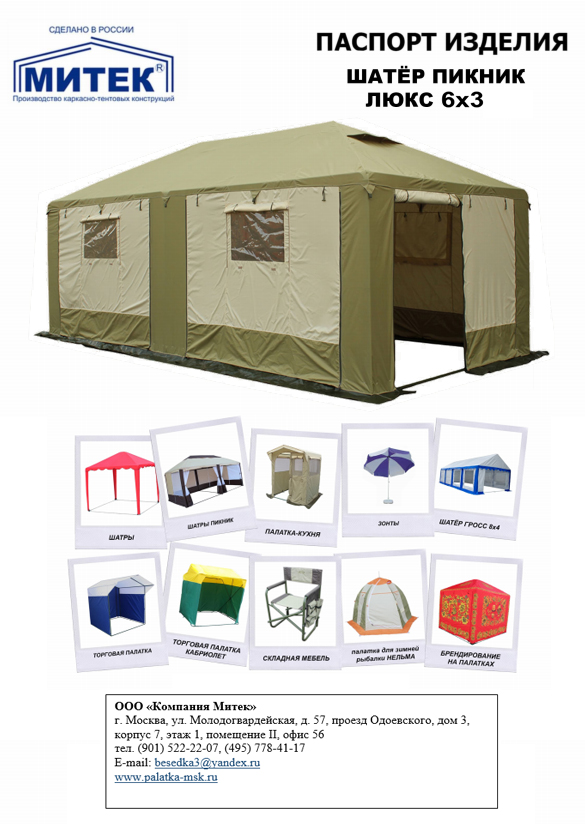 СДЕЛАНО В РОССИИ
МИТЕК®
Производство каркасно-тентовых конструкций
ПАСПОРТ ИЗДЕЛИЯ
ШАТЁР ПИКНИК
ЛЮКС 6х3
ШАТРЫ
ШАТРЫ ПИКНИК
ПАЛАТКА-КУХНЯ
ЗОНТЫ
ШАТЁР ГРОСС 8х4
ТОРГОВАЯ ПАЛАТКА
ТОРГОВАЯ ПАЛАТКА
КАБРИОЛЕТ
СКЛАДНАЯ МЕБЕЛЬ
палатка для зимней
рыбалки НЕЛЬМА
БРЕНДИРОВАНИЕ
НА ПАЛАТКАХ
ООО «Компания Митек»
г. Москва, ул. Молодогвардейская, д. 57, проезд Одоевского, дом 3,
корпус 7, этаж 1, помещение II, офис 56
тел. (901) 522-22-07, (495) 778-41-17
E-mail: besedka3@yandex.ru
www.palatka-msk.ru